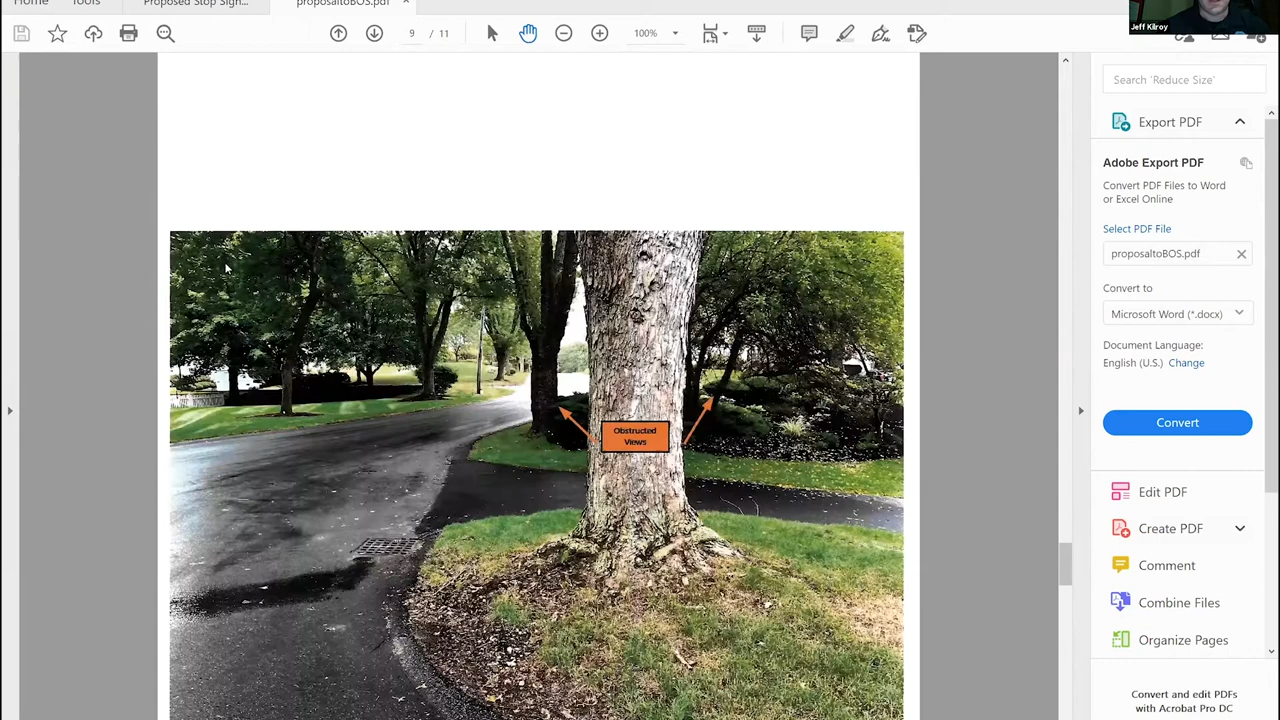 Home Tools Proposed Stop Sign... proposaltoBOS.pdf ×
Jeff Kilroy
9 / 11 100%
Search 'Reduce Size'
Export PDF
Adobe Export PDF
Convert PDF Files to Word
or Excel Online
Select PDF File
proposaltoBOS.pdf
Convert to
Microsoft Word (*.docx)
Document Language:
English (U.S.) Change
Convert
Obstructed
Views
Edit PDF
Create PDF
Comment
Combine Files
Organize Pages
Convert and edit PDFs
with Acrobat Pro DC